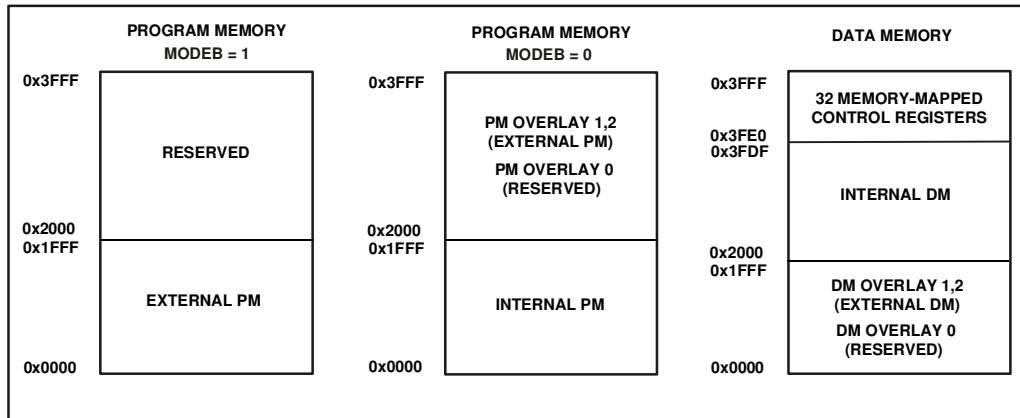 PROGRAM MEMORY
MODEB = 1
0x3FFF
RESERVED
0x2000
0x1FFF
EXTERNAL PM
0x0000
PROGRAM MEMORY
MODEB = 0
0x3FFF
PM OVERLAY 1,2
(EXTERNAL PM)
PM OVERLAY 0
(RESERVED)
0x2000
0x1FFF
INTERNAL PM
0x0000
DATA MEMORY
0x3FFF
32 MEMORY-MAPPED
CONTROL REGISTERS
0x3FE0
0x3FDF
INTERNAL DM
0x2000
0x1FFF
DM OVERLAY 1,2
(EXTERNAL DM)
DM OVERLAY 0
(RESERVED)
0x0000